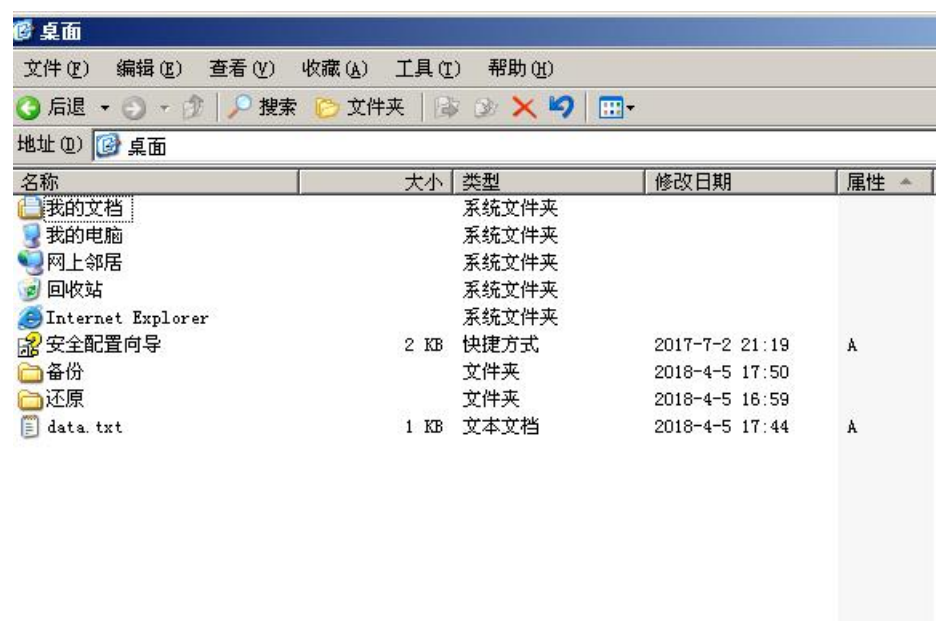 桌面
文件(F) 编辑(E) 查看(V) 收藏(A) 工具(T) 帮助(H)
后退 搜索 文件夹
地址(D) 桌面
名称 大小 类型 修改日期 属性
我的文档 系统文件夹
我的电脑 系统文件夹
网上邻居 系统文件夹
回收站 系统文件夹
Internet Explorer 系统文件夹
安全配置向导 2 KB 快捷方式 2017-7-2 21:19 A
备份 文件夹 2018-4-5 17:50
还原 文件夹 2018-4-5 16:59
data.txt 1 KB 文本文档 2018-4-5 17:44 A